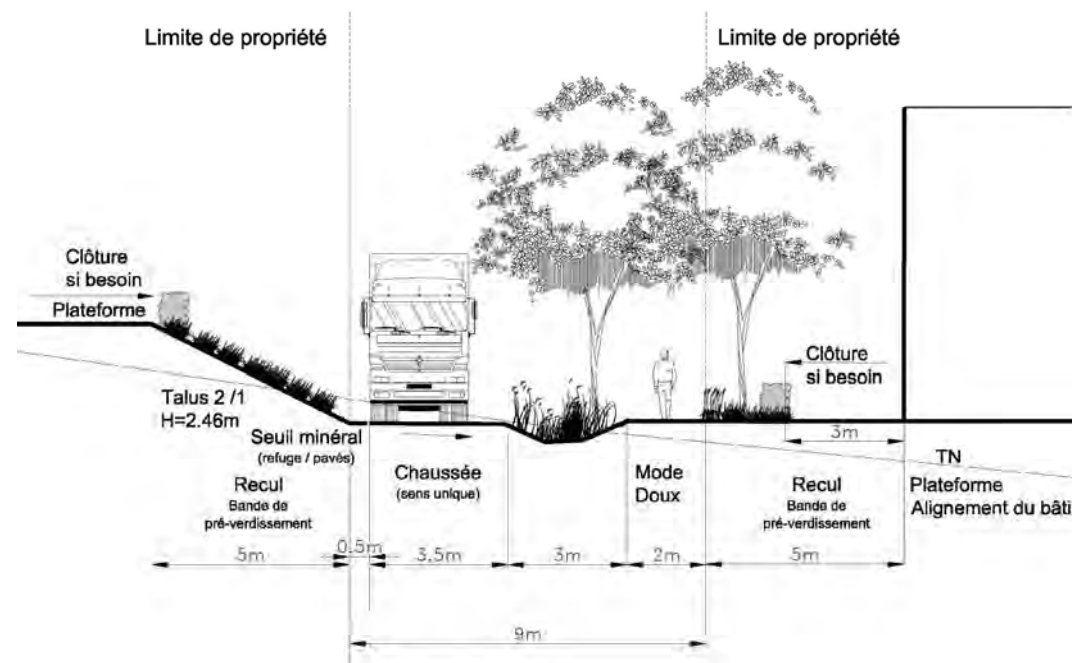 Limite de propriété
Limite de propriété
Clôture
si besoin
Plateforme
Clôture
si besoin
Talus 2 /1
H=2.46m
Seuil minéral
(refuge / pavés)
3m
TN
Recul
Bande de
pré-verdissement
Chaussée
(sens unique)
Mode
Doux
Recul
Bande de
pré-verdissement
Plateforme
Alignement du bâti
5m
0.5m
3.5m
3m
2m
5m
9m